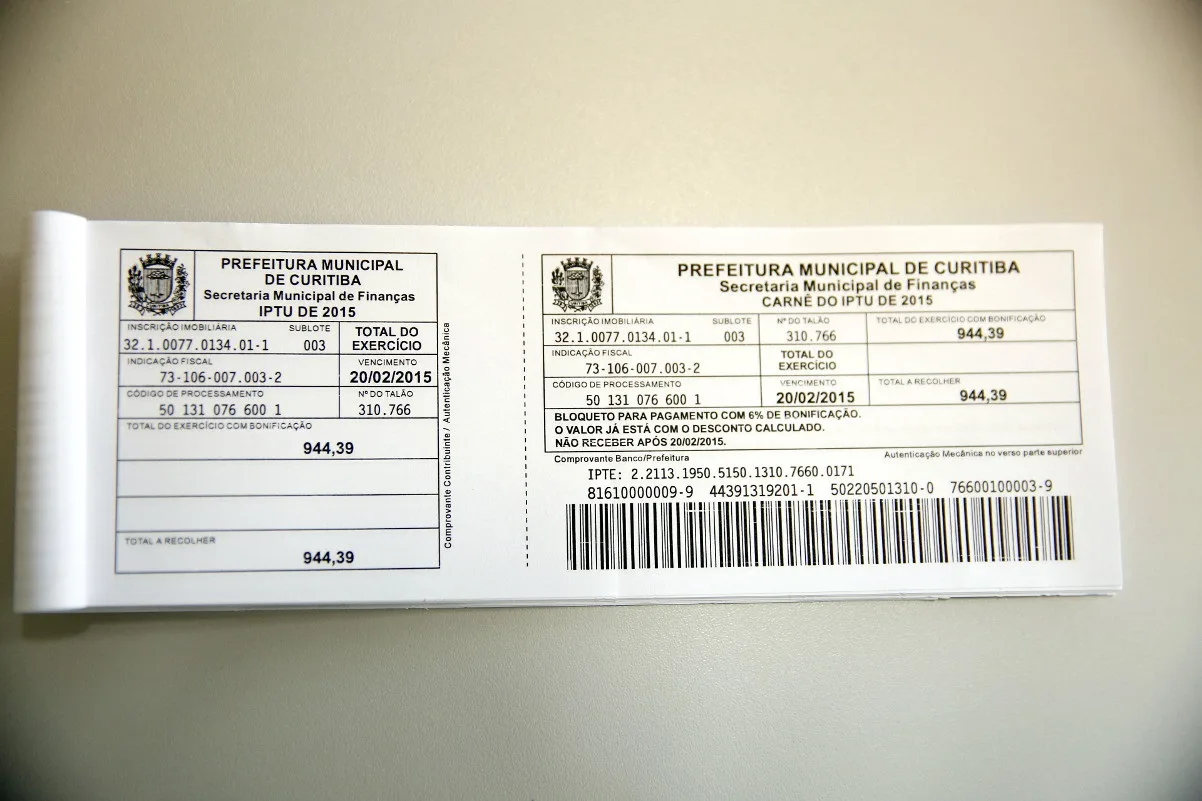 PREFEITURA MUNICIPAL
DE CURITIBA
Secretaria Municipal de Finanças
IPTU DE 2015
INSCRIÇÃO IMOBILIÁRIA SUBLOTE
32.1.0077.0134.01-1 003
TOTAL DO
EXERCÍCIO
INDICAÇÃO FISCAL
73-106-007.003-2
VENCIMENTO
20/02/2015
CÓDIGO DE PROCESSAMENTO
50 131 076 600 1
Nº DO TALÃO
310.766
TOTAL DO EXERCÍCIO COM BONIFICAÇÃO
944,39
TOTAL A RECOLHER
944,39
Comprovante Contribuinte / Autenticação Mecânica
PREFEITURA MUNICIPAL DE CURITIBA
Secretaria Municipal de Finanças
CARNÊ DO IPTU DE 2015
INSCRIÇÃO IMOBILIÁRIA SUBLOTE
32.1.0077.0134.01-1 003
Nº DO TALÃO
310.766
TOTAL DO EXERCÍCIO COM BONIFICAÇÃO
944,39
INDICAÇÃO FISCAL
73-106-007.003-2
TOTAL DO
EXERCÍCIO
CÓDIGO DE PROCESSAMENTO
50 131 076 600 1
VENCIMENTO
20/02/2015
TOTAL A RECOLHER
944,39
BLOQUETO PARA PAGAMENTO COM 6% DE BONIFICAÇÃO.
O VALOR JÁ ESTÁ COM O DESCONTO CALCULADO.
NÃO RECEBER APÓS 20/02/2015.
Comprovante Banco/Prefeitura Autenticação Mecânica no verso parte superior
IPTE: 2.2113.1950.5150.1310.7660.0171
81610000009-9 44391319201-1 50220501310-0 76600100003-9